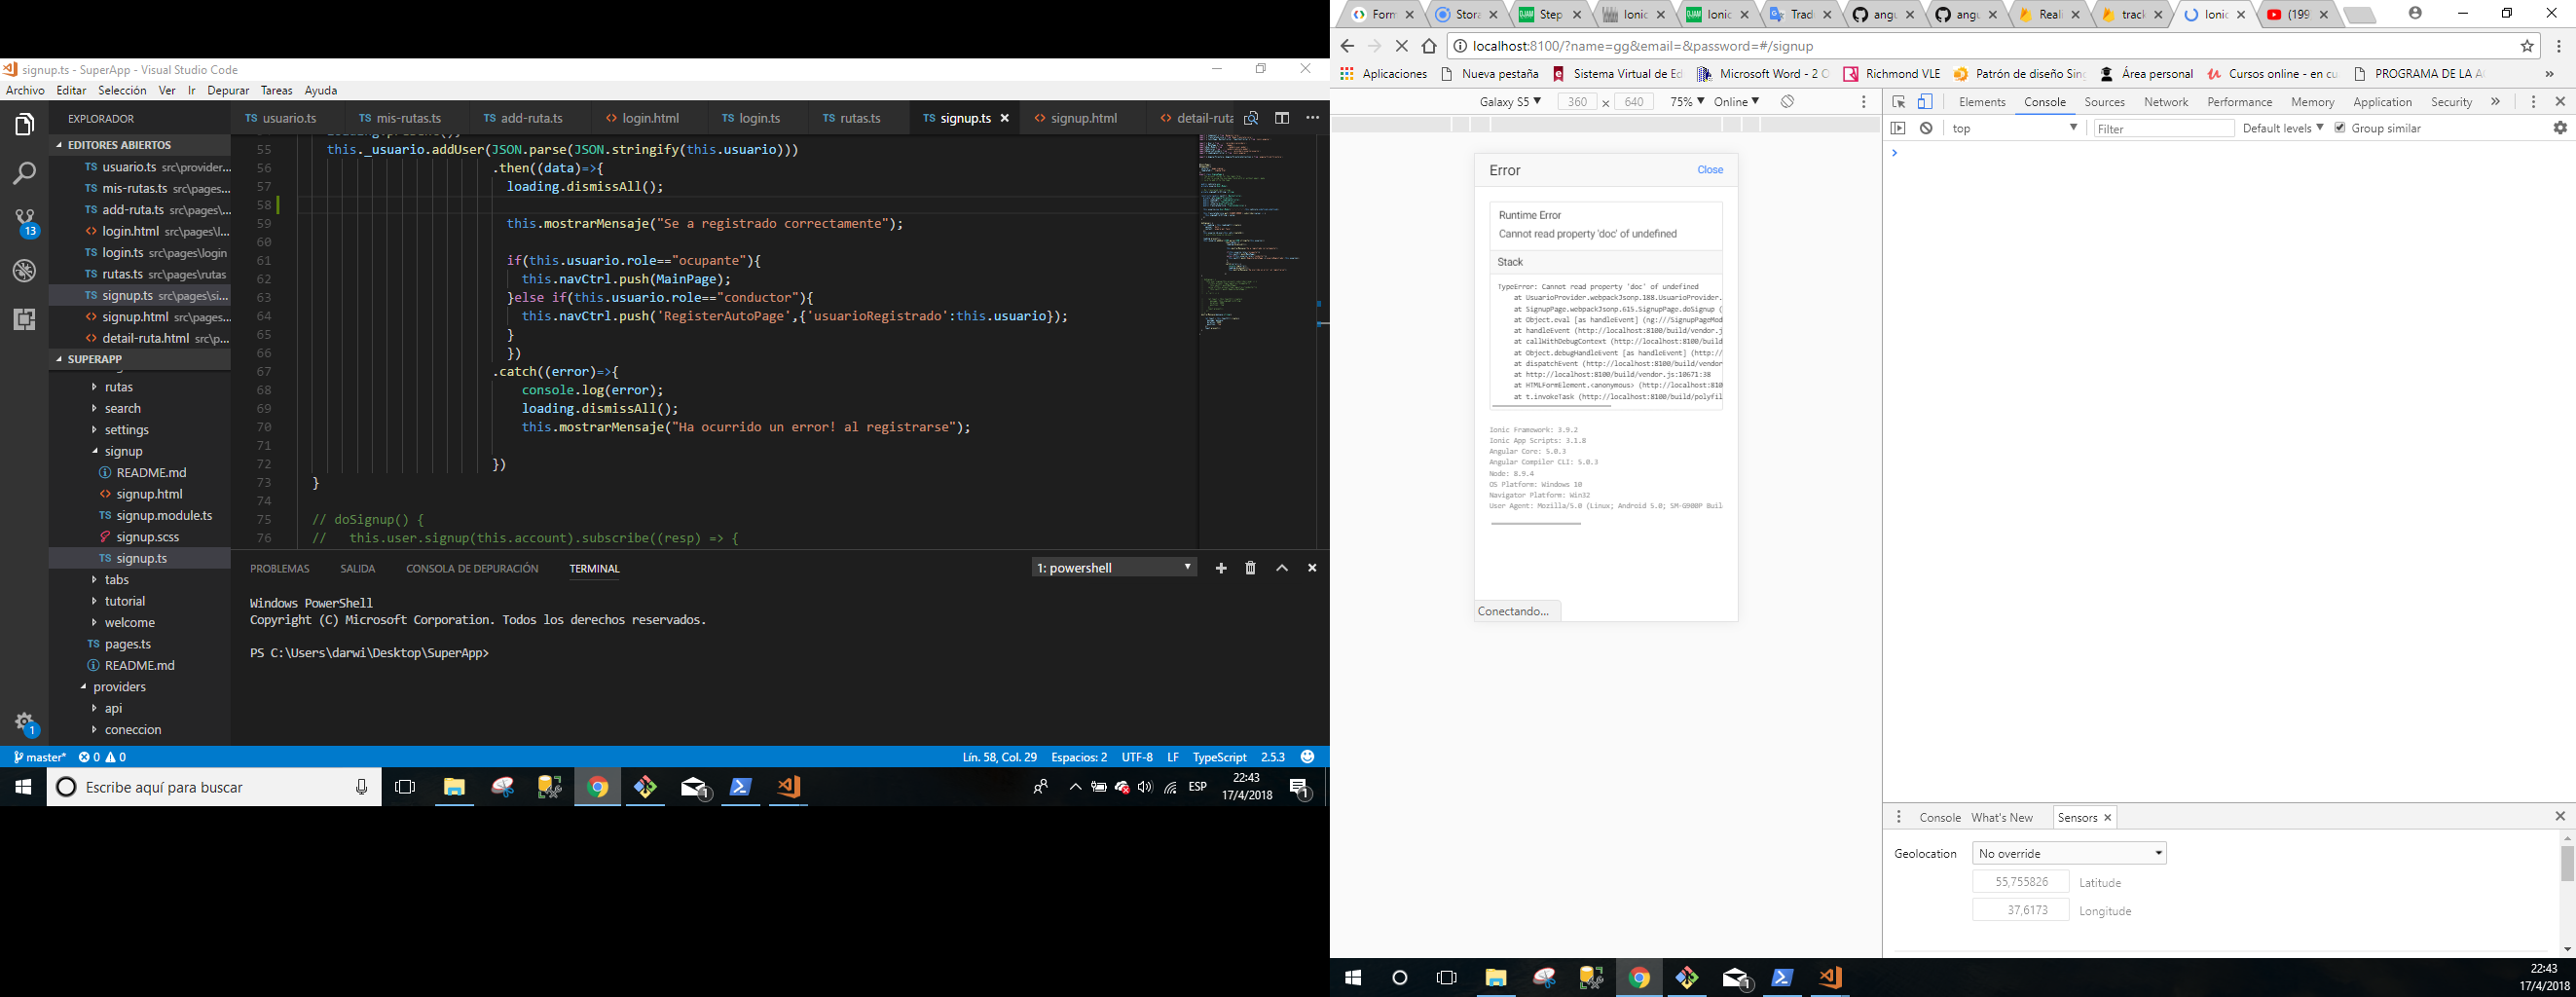 signup.ts - SuperApp - Visual Studio Code
Archivo Editar Selección Ver Ir Depurar Tareas Ayuda
EXPLORADOR
EDITORES ABIERTOS
TS usuario.ts src\provider...
TS mis-rutas.ts src\pages...
TS add-ruta.ts src\pages\...
<> login.html src\pages\l...
TS login.ts src\pages\login
TS rutas.ts src\pages\rutas
TS signup.ts src\pages\si...
<> signup.html src\pages...
<> detail-ruta.html src\p...
SUPERAPP
rutas
search
settings
signup
README.md
<> signup.html
TS signup.module.ts
signup.scss
TS signup.ts
tabs
tutorial
welcome
TS pages.ts
README.md
providers
api
coneccion
13
1
TS usuario.ts TS mis-rutas.ts TS add-ruta.ts <> login.html TS login.ts TS rutas.ts TS signup.ts <> signup.html <> detail-ruta
55 this._usuario.addUser(JSON.parse(JSON.stringify(this.usuario)))
56 .then((data)=>{
57 loading.dismissAll();
58
59 this.mostrarMensaje("Se a registrado correctamente");
60
61 if(this.usuario.role=="ocupante"){
62 this.navCtrl.push(MainPage);
63 }else if(this.usuario.role=="conductor"){
64 this.navCtrl.push('RegisterAutoPage',{'usuarioRegistrado':this.usuario});
65 }
66 })
67 .catch((error)=>{
68 console.log(error);
69 loading.dismissAll();
70 this.mostrarMensaje("Ha ocurrido un error! al registrarse");
71
72 })
73 }
74
75 // doSignup() {
76 // this.user.signup(this.account).subscribe((resp) => {
PROBLEMAS SALIDA CONSOLA DE DEPURACIÓN TERMINAL 1: powershell
Windows PowerShell
Copyright (C) Microsoft Corporation. Todos los derechos reservados.
PS C:\Users\darwi\Desktop\SuperApp>
master* 0 0 Lín. 58, Col. 29 Espacios: 2 UTF-8 LF TypeScript 2.5.3
Escribe aquí para buscar
1 ESP 22:43
17/4/2018 1
Form Stora Step Ionic Ionic Trad angu angu Reali track Ionic (199
localhost:8100/?name=gg&email=&password=#/signup
Aplicaciones Nueva pestaña Sistema Virtual de Ed Microsoft Word - 2 C Richmond VLE Patrón de diseño Sing Área personal Cursos online - en cu PROGRAMA DE LA AC »
Galaxy S5 360 × 640 75% Online
Elements Console Sources Network Performance Memory Application Security »
top Filter Default levels Group similar
Error Close
Runtime Error
Cannot read property 'doc' of undefined
Stack
TypeError: Cannot read property 'doc' of undefined
at UsuarioProvider.webpackJsonp.188.UsuarioProvider.
at SignupPage.webpackJsonp.615.SignupPage.doSignup (
at Object.eval [as handleEvent] (ng:///SignupPageMod
at handleEvent (http://localhost:8100/build/vendor.j
at callWithDebugContext (http://localhost:8100/build
at Object.debugHandleEvent [as handleEvent] (http://
at dispatchEvent (http://localhost:8100/build/vendor
at http://localhost:8100/build/vendor.js:10671:38
at HTMLFormElement.<anonymous> (http://localhost:810
at t.invokeTask (http://localhost:8100/build/polyfil
Ionic Framework: 3.9.2
Ionic App Scripts: 3.1.8
Angular Core: 5.0.3
Angular Compiler CLI: 5.0.3
Node: 8.9.4
OS Platform: Windows 10
Navigator Platform: Win32
User Agent: Mozilla/5.0 (Linux; Android 5.0; SM-G900P Buil
Conectando...
Console What's New Sensors
Geolocation No override
55,755826 Latitude
37,6173 Longitude
1 22:43
17/4/2018